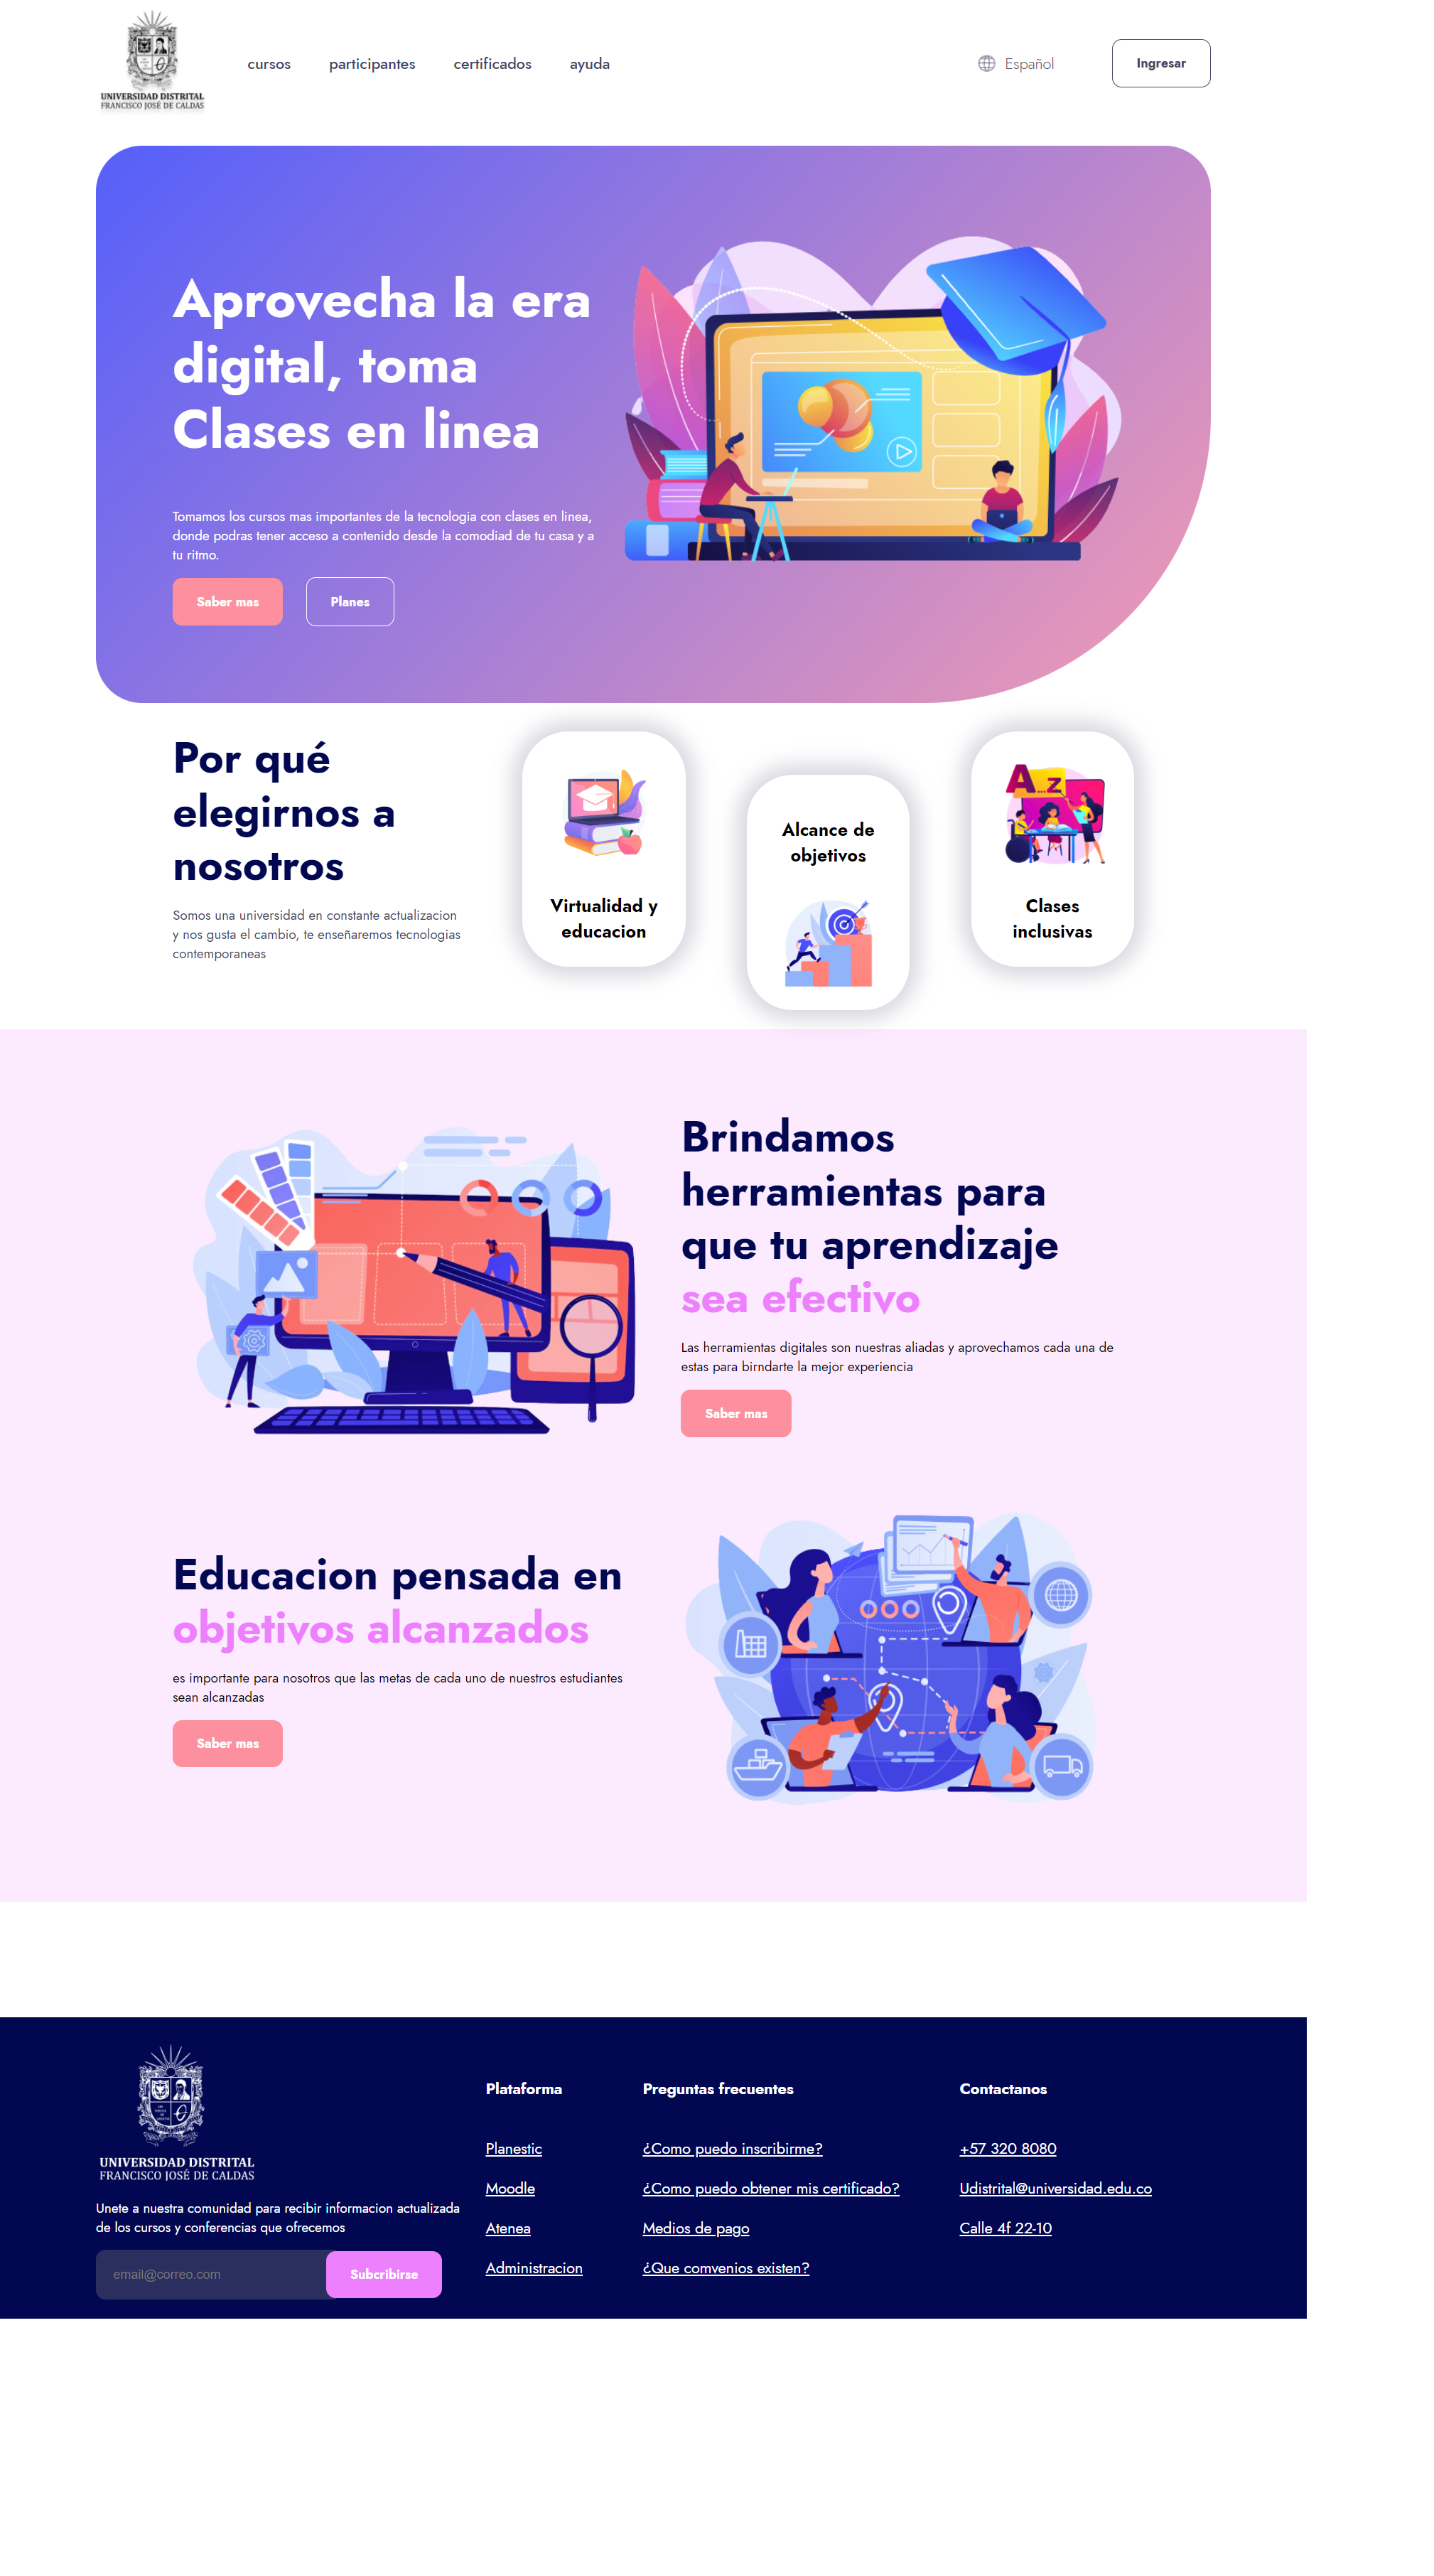 UNIVERSIDAD DISTRITAL
FRANCISCO JOSÉ DE CALDAS
cursos participantes certificados ayuda
Español
Ingresar
Aprovecha la era
digital, toma
Clases en linea
Tomamos los cursos mas importantes de la tecnologia con clases en linea,
donde podras tener acceso a contenido desde la comodiad de tu casa y a
tu ritmo.
Saber mas
Planes
Por qué
elegirnos a
nosotros
Somos una universidad en constante actualizacion
y nos gusta el cambio, te enseñaremos tecnologias
contemporaneas
Virtualidad y
educacion
Alcance de
objetivos
A...z
Clases
inclusivas
Brindamos
herramientas para
que tu aprendizaje
sea efectivo
Las herramientas digitales son nuestras aliadas y aprovechamos cada una de
estas para birndarte la mejor experiencia
Saber mas
Educacion pensada en
objetivos alcanzados
es importante para nosotros que las metas de cada uno de nuestros estudiantes
sean alcanzadas
Saber mas
UNIVERSIDAD DISTRITAL
FRANCISCO JOSÉ DE CALDAS
Unete a nuestra comunidad para recibir informacion actualizada
de los cursos y conferencias que ofrecemos
email@correo.com
Subcribirse
Plataforma
Planestic
Moodle
Atenea
Administracion
Preguntas frecuentes
¿Como puedo inscribirme?
¿Como puedo obtener mis certificado?
Medios de pago
¿Que comvenios existen?
Contactanos
+57 320 8080
Udistrital@universidad.edu.co
Calle 4f 22-10